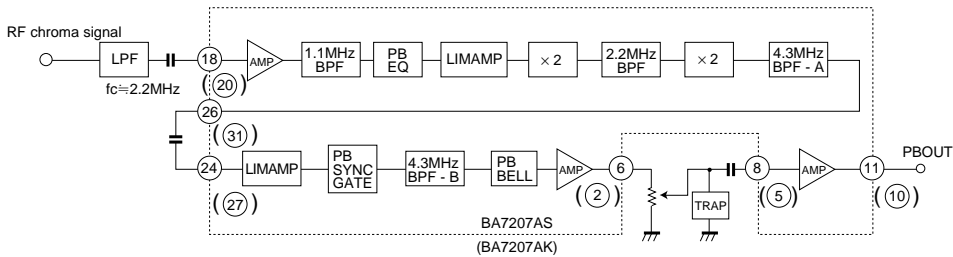 RF chroma signal
LPF
fc≒2.2MHz
18
(20)
AMP
1.1MHz
BPF
PB
EQ
LIMAMP
×2
2.2MHz
BPF
×2
4.3MHz
BPF - A
26
(31)
24
(27)
LIMAMP
PB
SYNC
GATE
4.3MHz
BPF - B
PB
BELL
AMP
6
(2)
TRAP
8
(5)
AMP
11
(10)
PBOUT
BA7207AS
(BA7207AK)